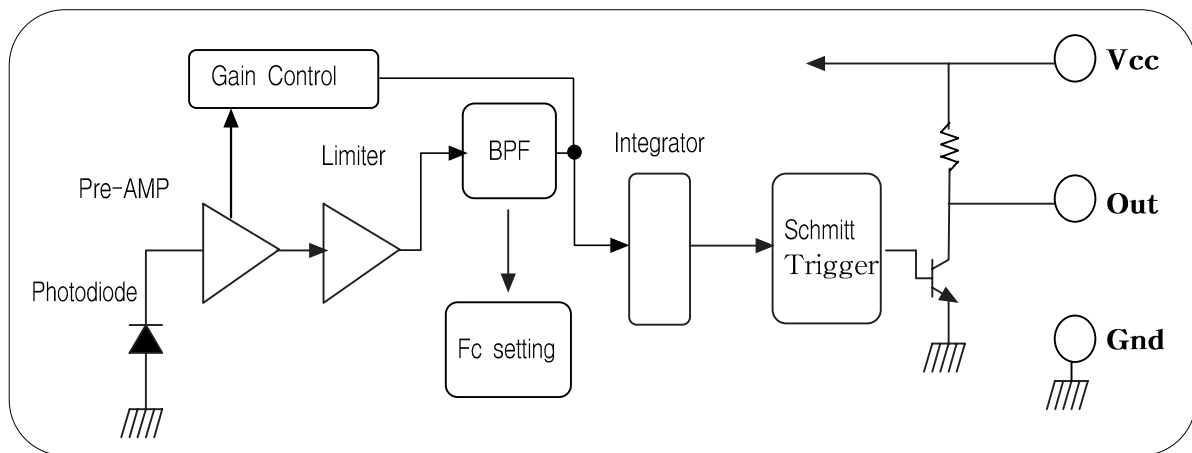 Gain Control
Vcc
Limiter
BPF
Integrator
Pre-AMP
Out
Schmitt
Trigger
Photodiode
Fc setting
Gnd